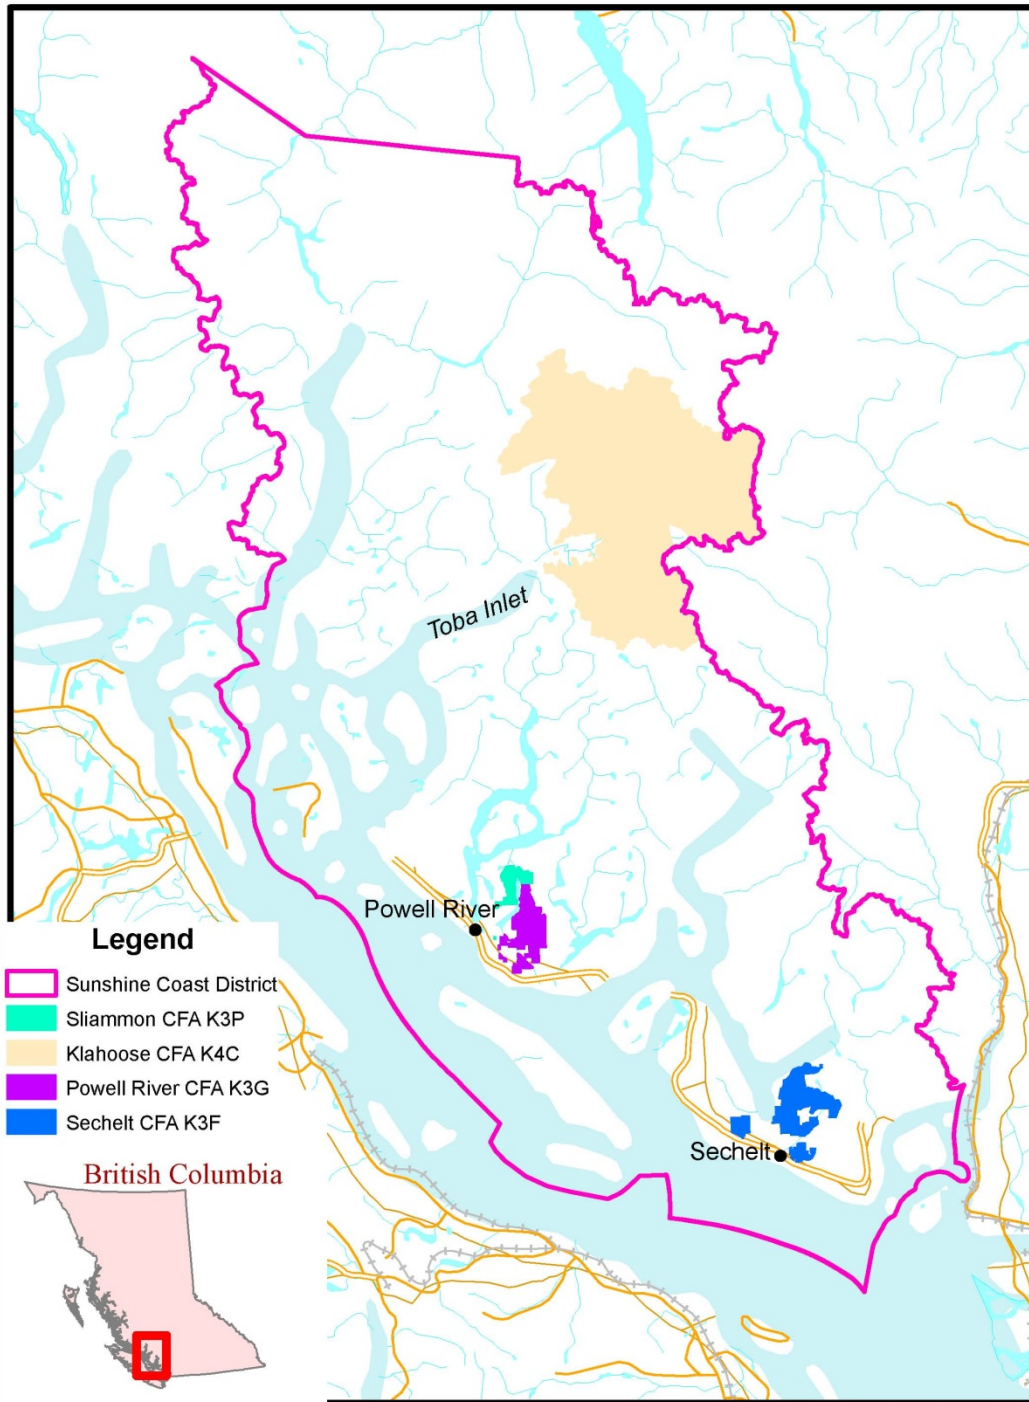 Toba Inlet
Powell River
Sechelt
Legend
Sunshine Coast District
Sliammon CFA K3P
Klahoose CFA K4C
Powell River CFA K3G
Sechelt CFA K3F
British Columbia